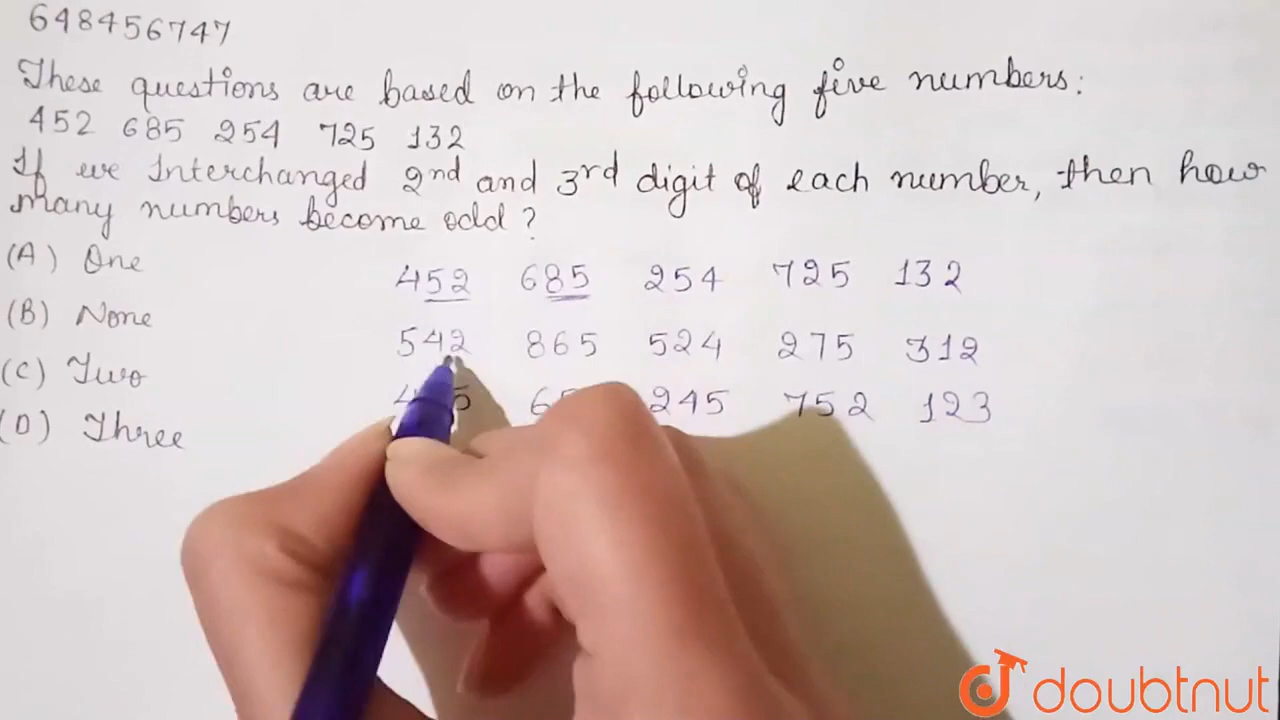 648456747
These questions are based on the following five numbers:
452 685 254 725 132
If we Interchanged 2nd and 3rd digit of each number, then how
many numbers become odd?
(A) One
452 685 254 725 132
(B) None
542 865 524 275 312
(C) Two
245 752 123
(D) Three
doubtnut